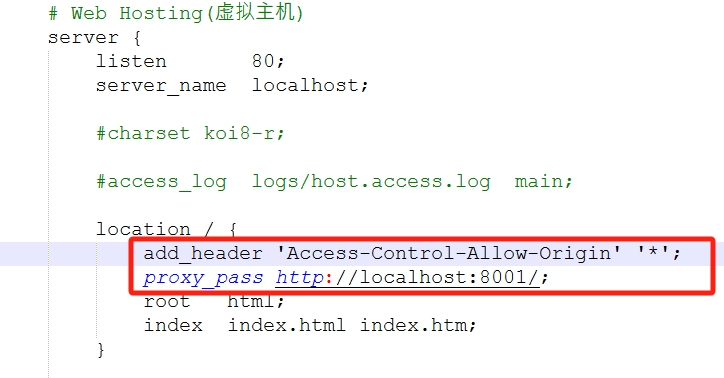 # Web Hosting(虚拟主机)
server {
listen 80;
server_name localhost;
#charset koi8-r;
#access_log logs/host.access.log main;
location / {
add_header 'Access-Control-Allow-Origin' '*';
proxy_pass http://localhost:8001/;
root html;
index index.html index.htm;
}